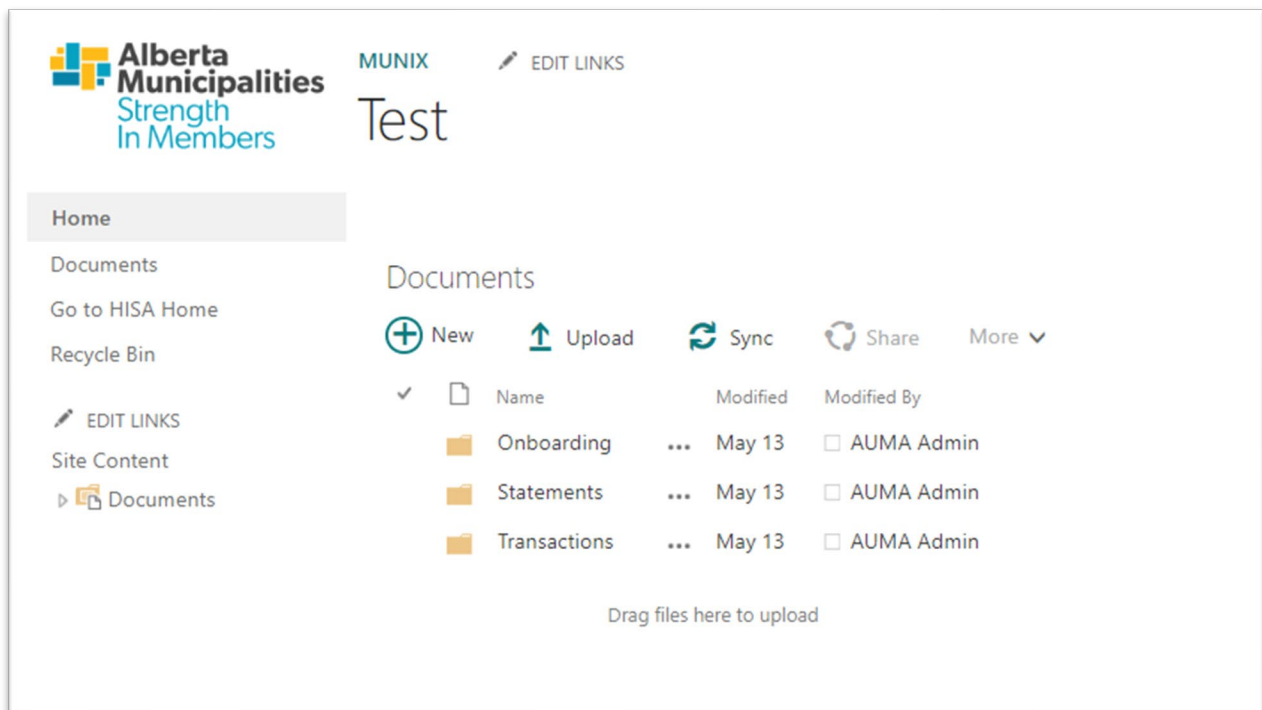 Alberta
Municipalities
Strength
In Members
MUNIX EDIT LINKS
Test
Home
Documents
Go to HISA Home
Recycle Bin
EDIT LINKS
Site Content
Documents
Documents
New Upload Sync Share More
Name Modified Modified By
Onboarding ... May 13 AUMA Admin
Statements ... May 13 AUMA Admin
Transactions ... May 13 AUMA Admin
Drag files here to upload